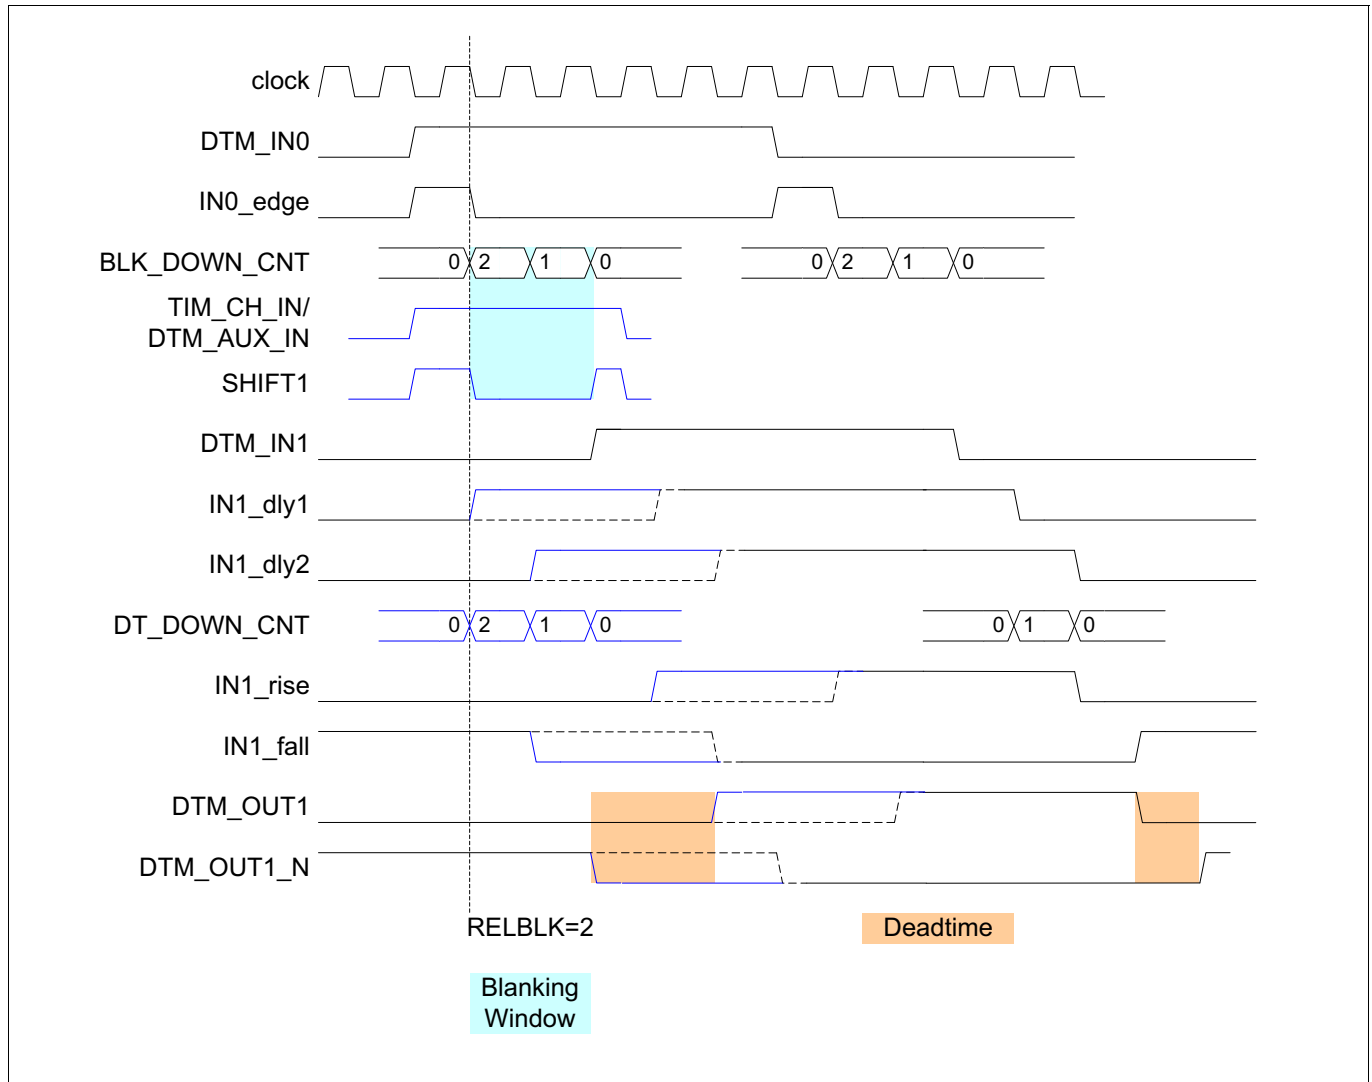 clock
DTM_IN0
IN0_edge
BLK_DOWN_CNT 0 2 1 0 0 2 1 0
TIM_CH_IN/
DTM_AUX_IN
SHIFT1
DTM_IN1
IN1_dly1
IN1_dly2
DT_DOWN_CNT 0 2 1 0 0 1 0
IN1_rise
IN1_fall
DTM_OUT1
DTM_OUT1_N
RELBLK=2 Deadtime
Blanking
Window